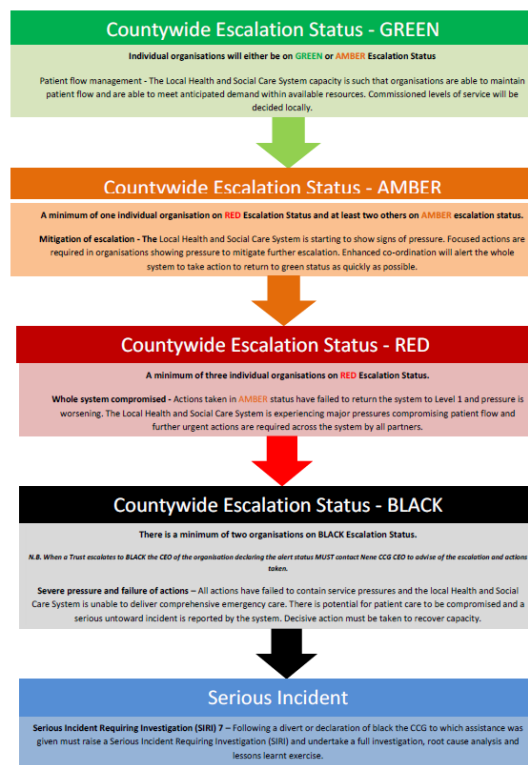 Countywide Escalation Status - GREEN
Individual organisations will either be on GREEN or AMBER Escalation Status
Patient flow management - The Local Health and Social Care System capacity is such that organisations are able to maintain
patient flow and are able to meet anticipated demand within available resources. Commissioned levels of service will be
decided locally.
Countywide Escalation Status - AMBER
A minimum of one individual organisation on RED Escalation Status and at least two others on AMBER escalation status.
Mitigation of escalation - The Local Health and Social Care System is starting to show signs of pressure. Focused actions are
required in organisations showing pressure to mitigate further escalation. Enhanced co-ordination will alert the whole
system to take action to return to green status as quickly as possible.
Countywide Escalation Status - RED
A minimum of three individual organisations on RED Escalation Status.
Whole system compromised - Actions taken in AMBER status have failed to return the system to Level 1 and pressure is
worsening. The Local Health and Social Care System is experiencing major pressures compromising patient flow and
further urgent actions are required across the system by all partners.
Countywide Escalation Status - BLACK
There is a minimum of two organisations on BLACK Escalation Status.
N.B. When a Trust escalates to BLACK the CEO of the organisation declaring the alert status MUST contact Nene CCG CEO to advise of the escalation and actions
taken.
Severe pressure and failure of actions – All actions have failed to contain service pressures and the local Health and Social
Care System is unable to deliver comprehensive emergency care. There is potential for patient care to be compromised and a
serious untoward incident is reported by the system. Decisive action must be taken to recover capacity.
Serious Incident
Serious Incident Requiring Investigation (SIRI) 7 – Following a divert or declaration of black the CCG to which assistance was
given must raise a Serious Incident Requiring Investigation (SIRI) and undertake a full investigation, root cause analysis and
lessons learnt exercise.